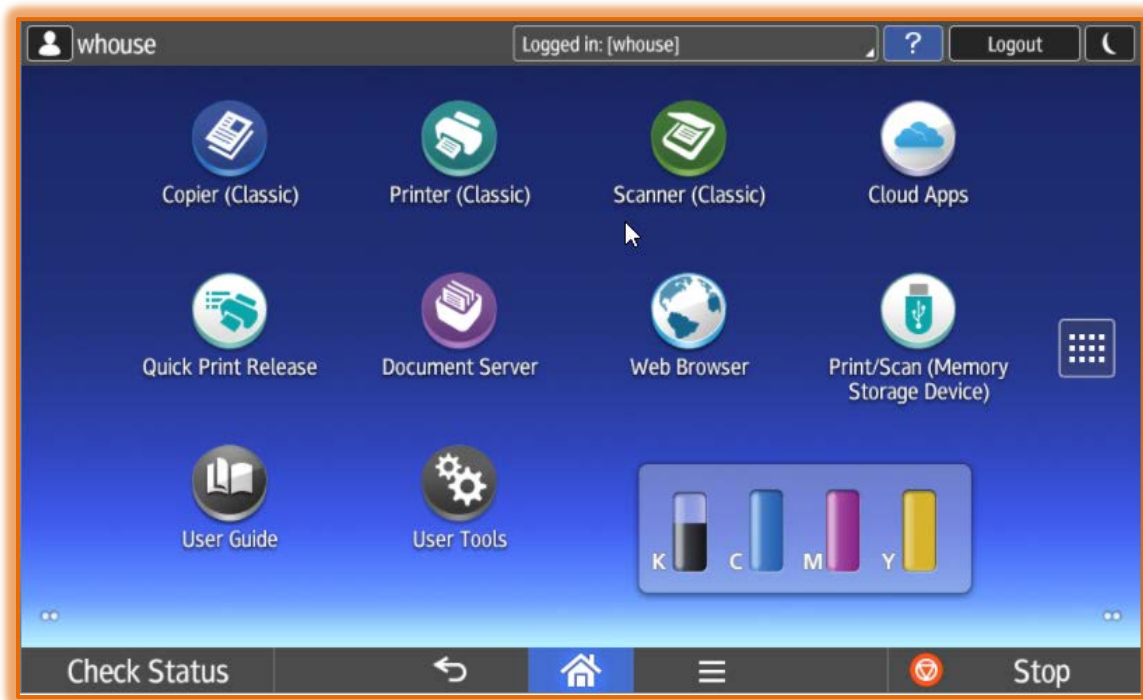 whouse
Logged in: [whouse]
?
Logout
Copier (Classic)
Printer (Classic)
Scanner (Classic)
Cloud Apps
Quick Print Release
Document Server
Web Browser
Print/Scan (Memory
Storage Device)
User Guide
User Tools
K
C
M
Y
Check Status
Stop